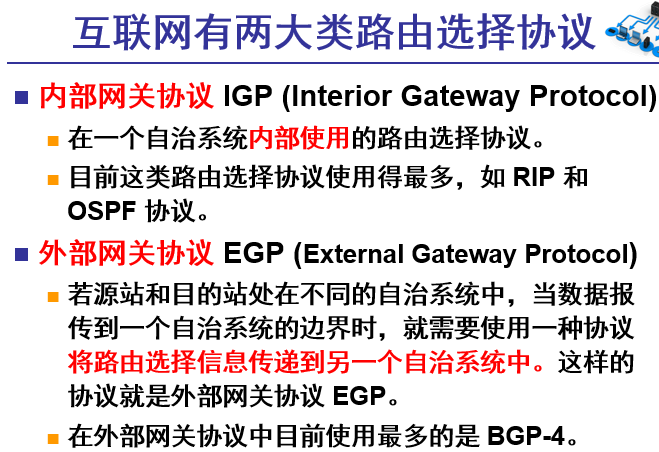 互联网有两大类路由选择协议
内部网关协议 IGP (Interior Gateway Protocol)
在一个自治系统内部使用的路由选择协议。
目前这类路由选择协议使用得最多，如 RIP 和
OSPF 协议。
外部网关协议 EGP (External Gateway Protocol)
若源站和目的站处在不同的自治系统中，当数据报
传到一个自治系统的边界时，就需要使用一种协议
将路由选择信息传递到另一个自治系统中。这样的
协议就是外部网关协议 EGP。
在外部网关协议中目前使用最多的是 BGP-4。